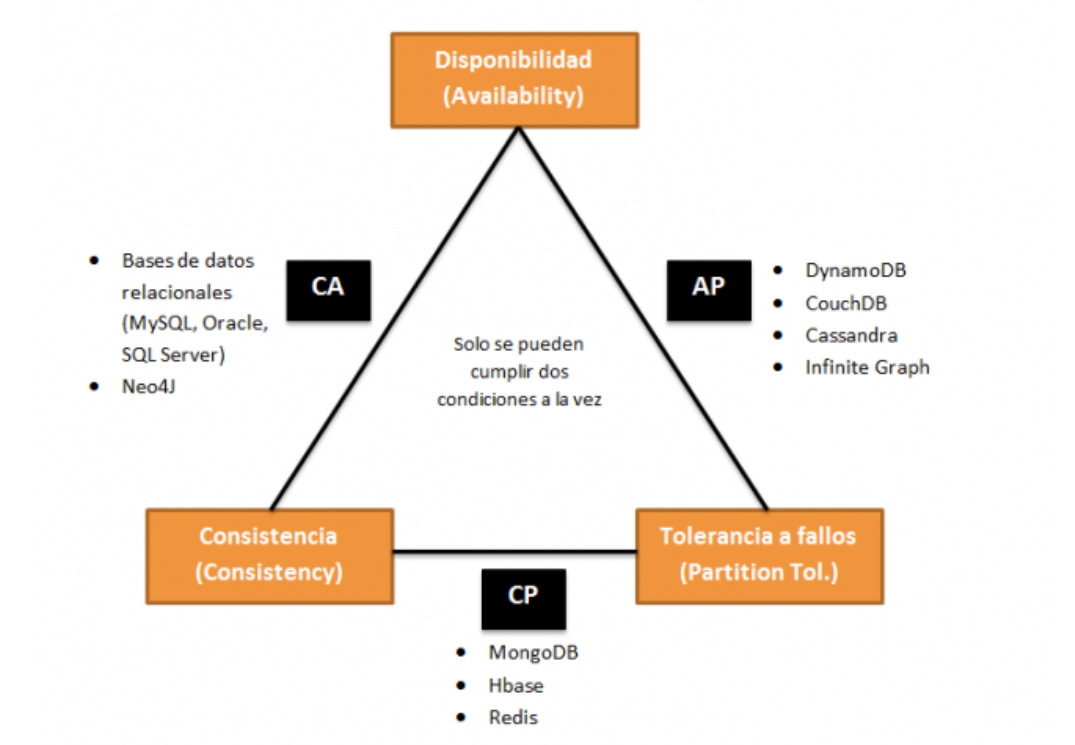 Disponibilidad
(Availability)
• Bases de datos
relacionales
(MySQL, Oracle,
SQL Server)
• Neo4J
CA
AP
• DynamoDB
• CouchDB
• Cassandra
• Infinite Graph
Solo se pueden
cumplir dos
condiciones a la vez
Consistencia
(Consistency)
Tolerancia a fallos
(Partition Tol.)
CP
• MongoDB
• Hbase
• Redis